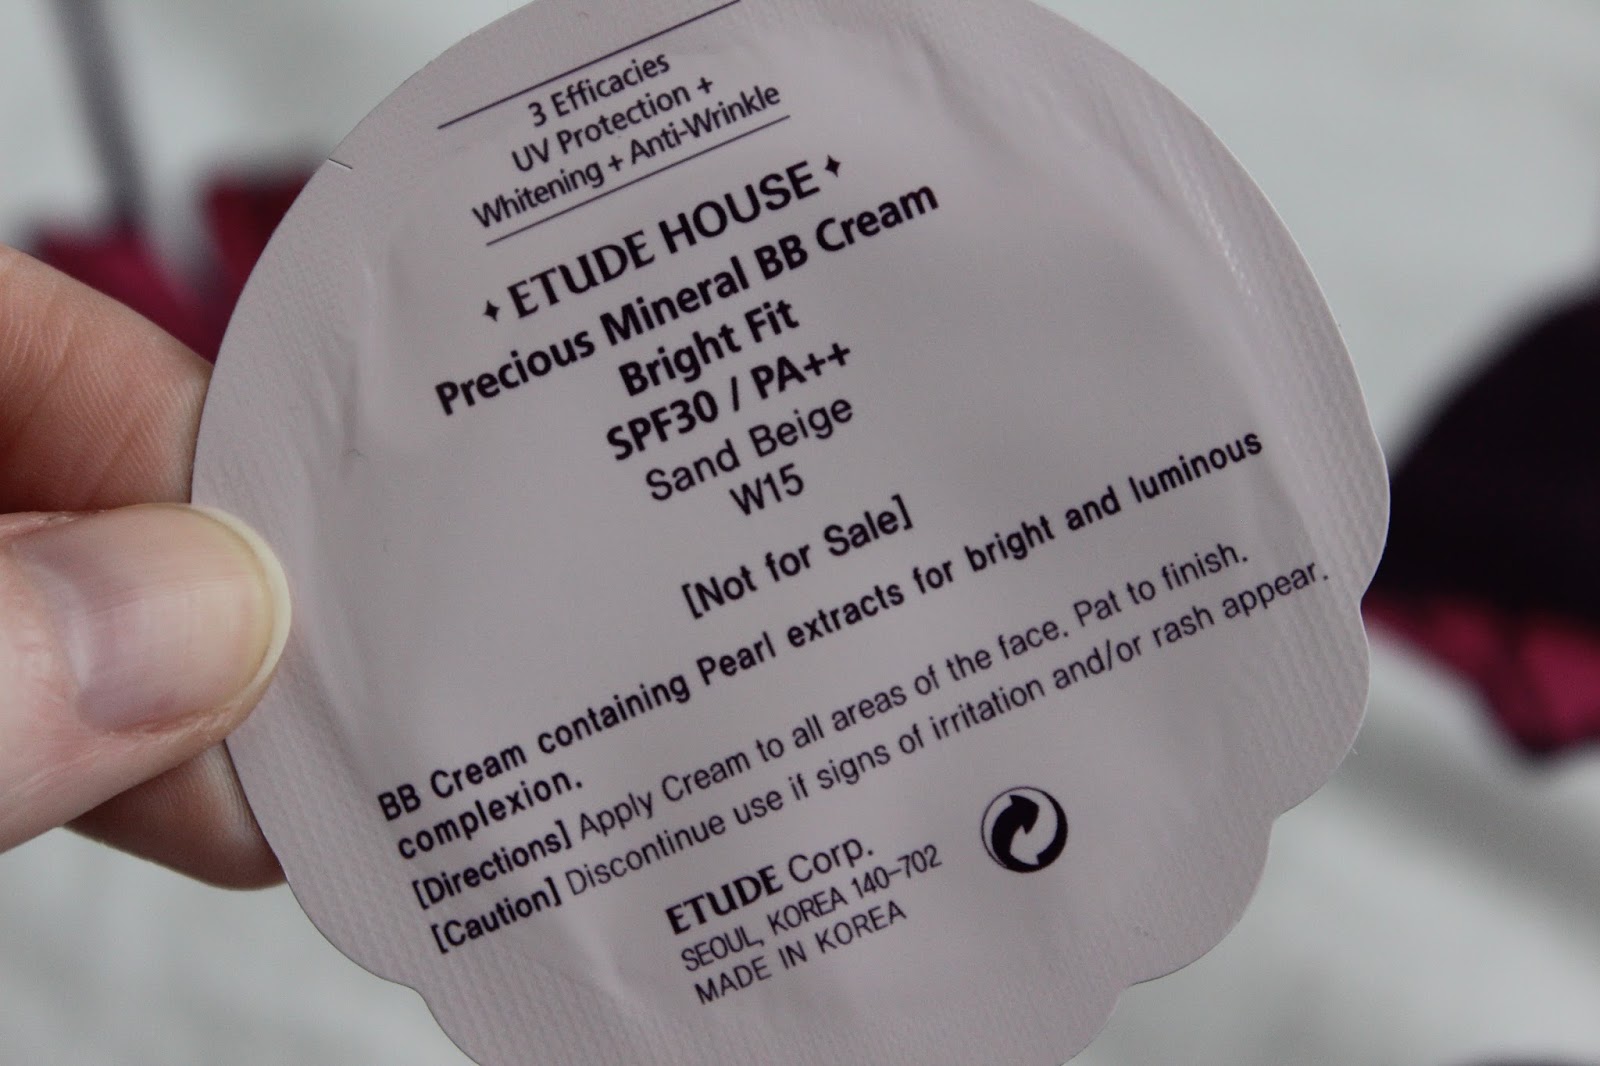 3 Efficacies
UV Protection +
Whitening + Anti-Wrinkle
ETUDE HOUSE
Precious Mineral BB Cream
Bright Fit
SPF30 / PA++
Sand Beige
W15
[Not for Sale]
BB Cream containing Pearl extracts for bright and luminous
complexion.
[Directions] Apply Cream to all areas of the face. Pat to finish.
[Caution] Discontinue use if signs of irritation and/or rash appear.
ETUDE Corp.
SEOUL, KOREA 140-702
MADE IN KOREA